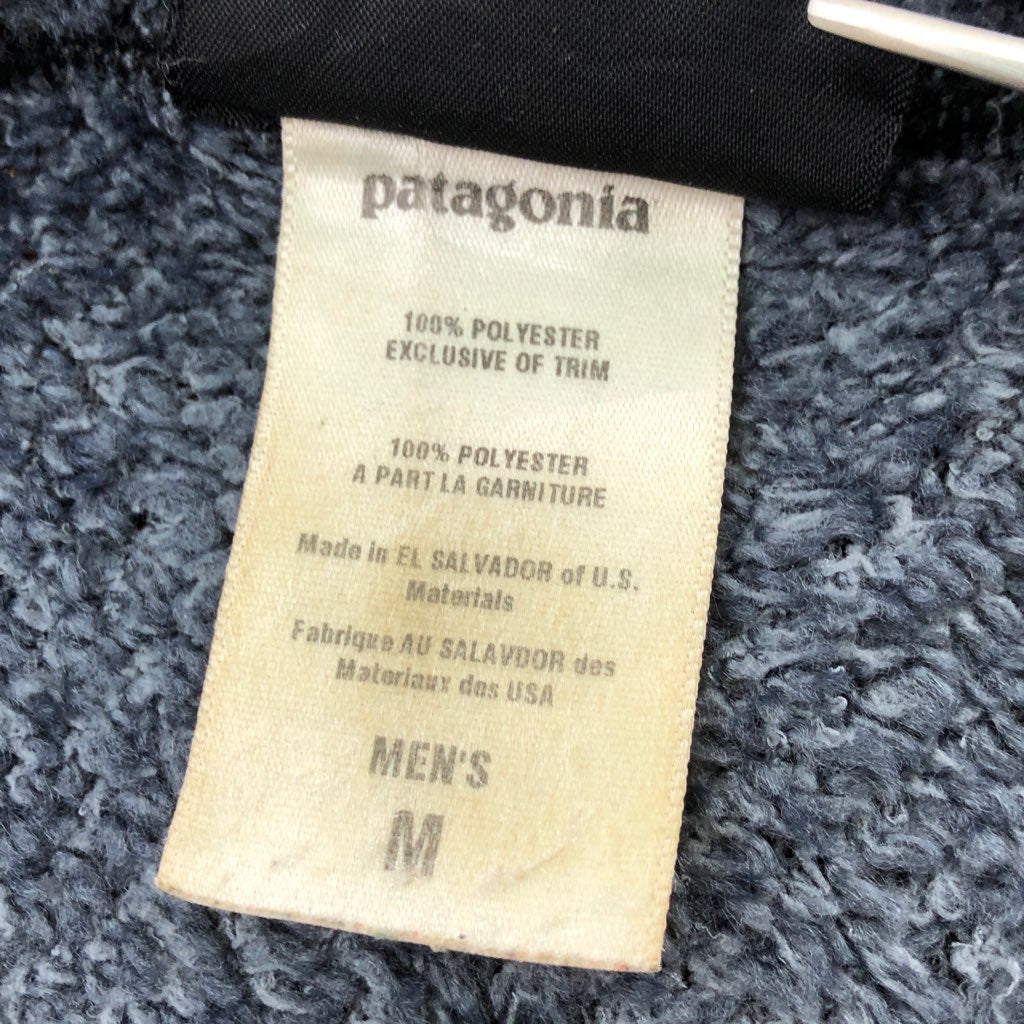 patagonia
100% POLYESTER
EXCLUSIVE OF TRIM
100% POLYESTER
A PART LA GARNITURE
Made in EL SALVADOR of U.S.
Materials
Fabrique AU SALAVDOR des
Materiaux des USA
MEN'S
M